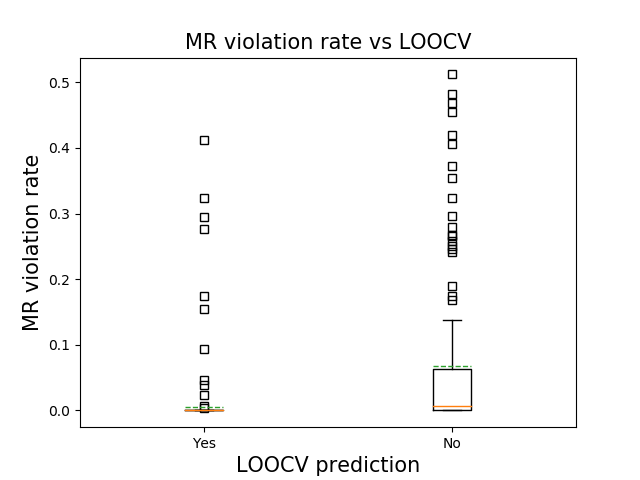 MR violation rate vs LOOCV
MR violation rate
0.5
0.4
0.3
0.2
0.1
0.0
Yes
No
LOOCV prediction